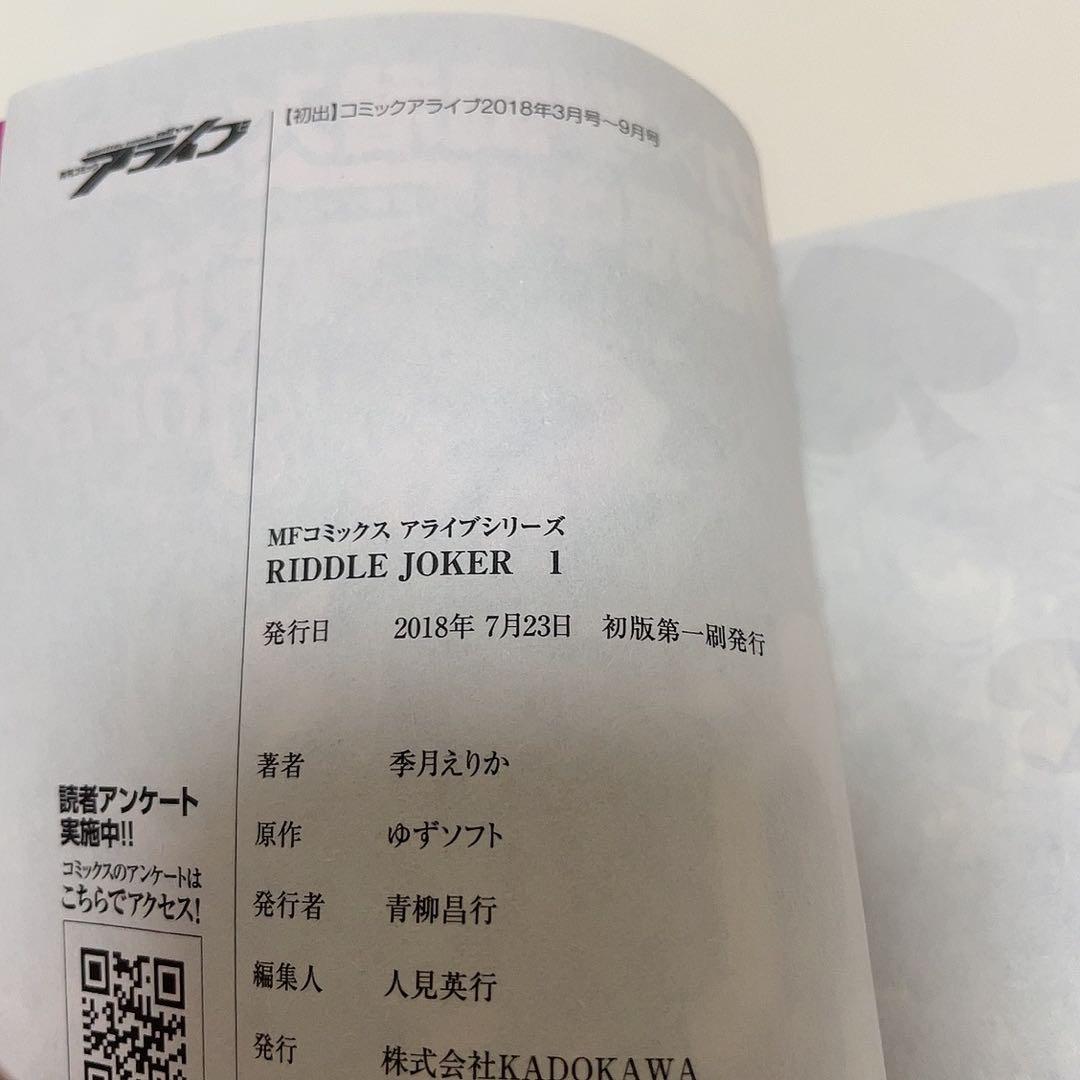 月刊コミック アライブ
【初出】コミックアライブ2018年3月号〜9月号
MFコミックス アライブシリーズ
RIDDLE JOKER 1
発行日 2018年 7月23日 初版第一刷発行
著者 季月えりか
原作 ゆずソフト
発行者 青柳昌行
編集人 人見英行
発行 株式会社KADOKAWA
読者アンケート
実施中!!
コミックスのアンケートは
こちらでアクセス!